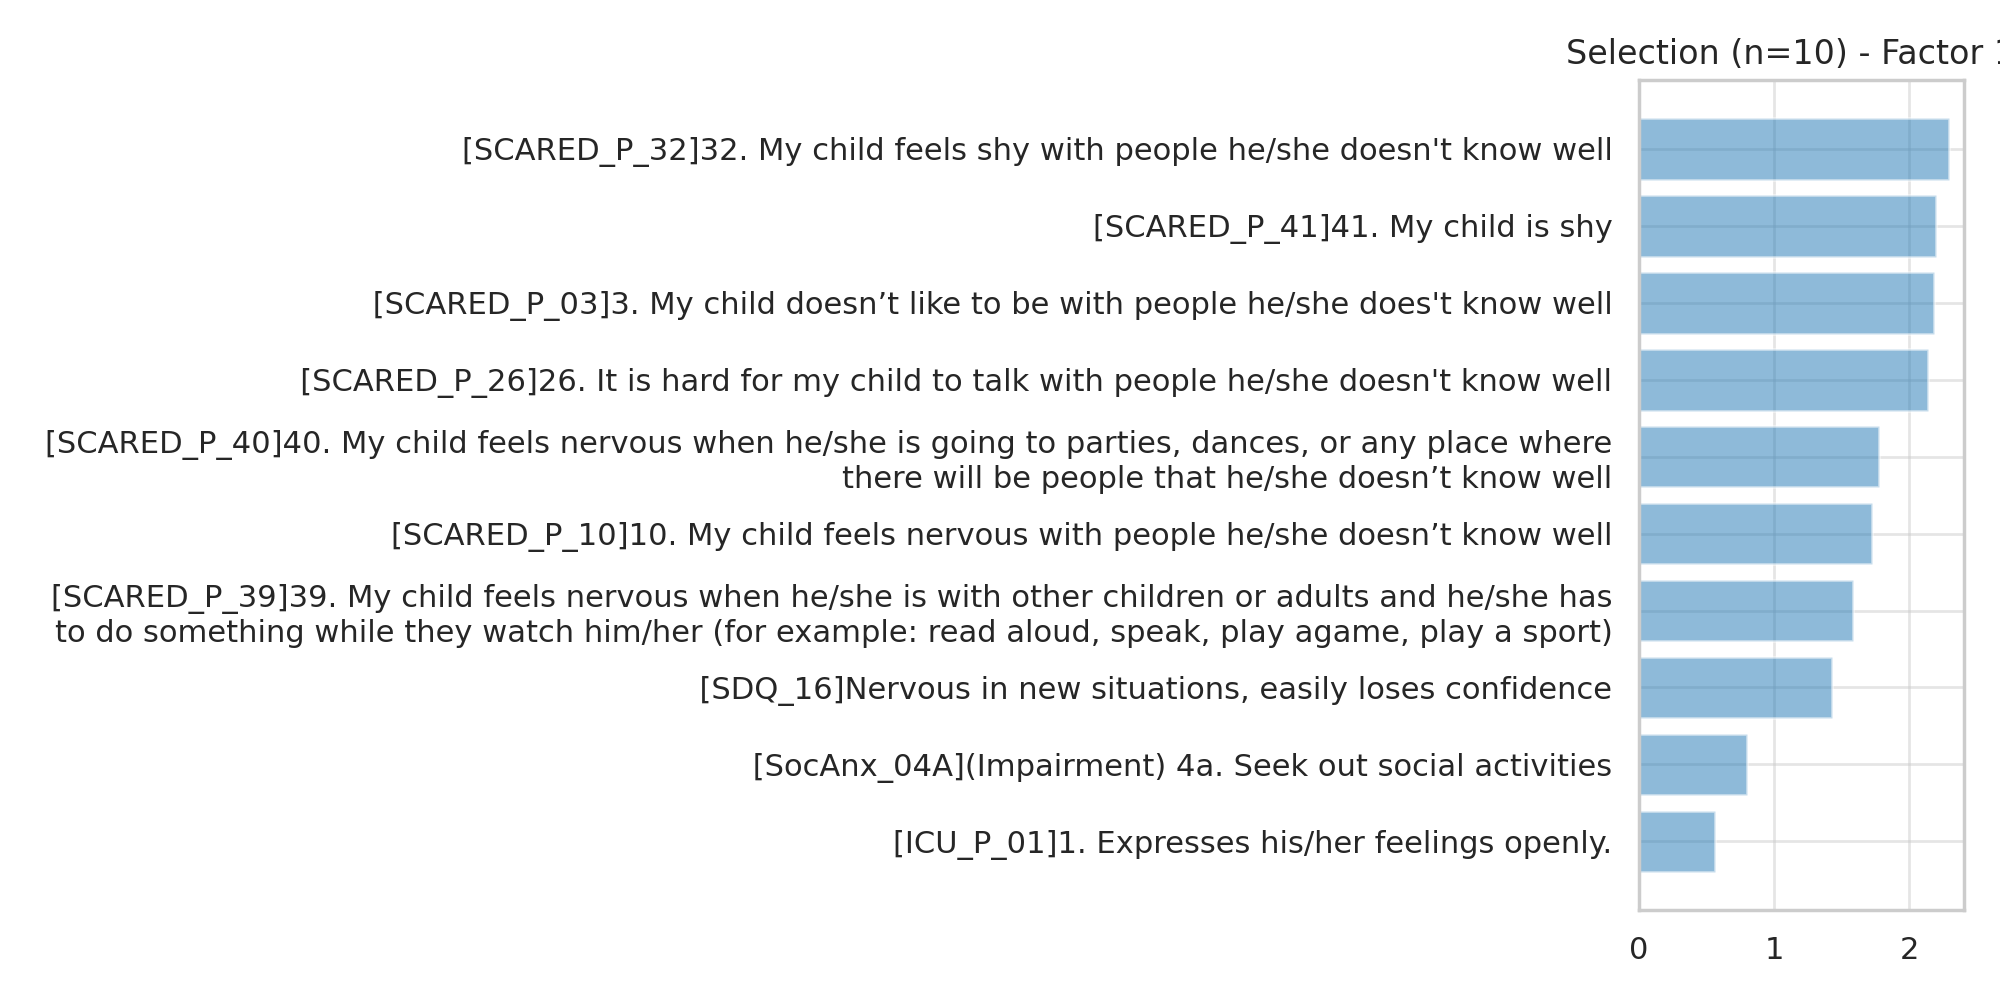 Selection (n=10) - Factor 1
[SCARED_P_32]32. My child feels shy with people he/she doesn't know well
[SCARED_P_41]41. My child is shy
[SCARED_P_03]3. My child doesn’t like to be with people he/she does't know well
[SCARED_P_26]26. It is hard for my child to talk with people he/she doesn't know well
[SCARED_P_40]40. My child feels nervous when he/she is going to parties, dances, or any place where
there will be people that he/she doesn’t know well
[SCARED_P_10]10. My child feels nervous with people he/she doesn’t know well
[SCARED_P_39]39. My child feels nervous when he/she is with other children or adults and he/she has
to do something while they watch him/her (for example: read aloud, speak, play agame, play a sport)
[SDQ_16]Nervous in new situations, easily loses confidence
[SocAnx_04A](Impairment) 4a. Seek out social activities
[ICU_P_01]1. Expresses his/her feelings openly.
0 1 2